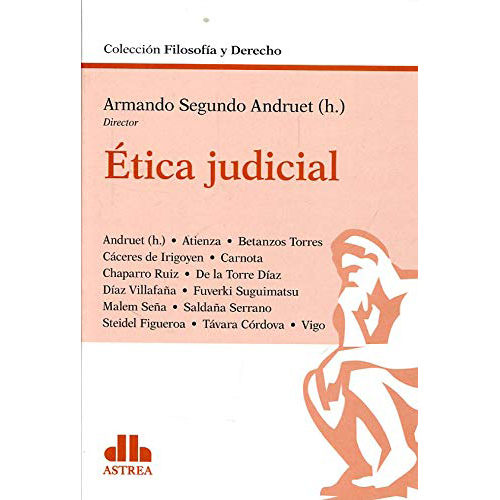 Colección Filosofía y Derecho
Armando Segundo Andruet (h.)
Director
Ética judicial
Andruet (h.) • Atienza • Betanzos Torres
Cáceres de Irigoyen • Carnota
Chaparro Ruiz • De la Torre Díaz
Díaz Villafaña • Fuverki Suguimatsu
Malem Seña • Saldaña Serrano
Steidel Figueroa • Távara Córdova • Vigo
ASTREA